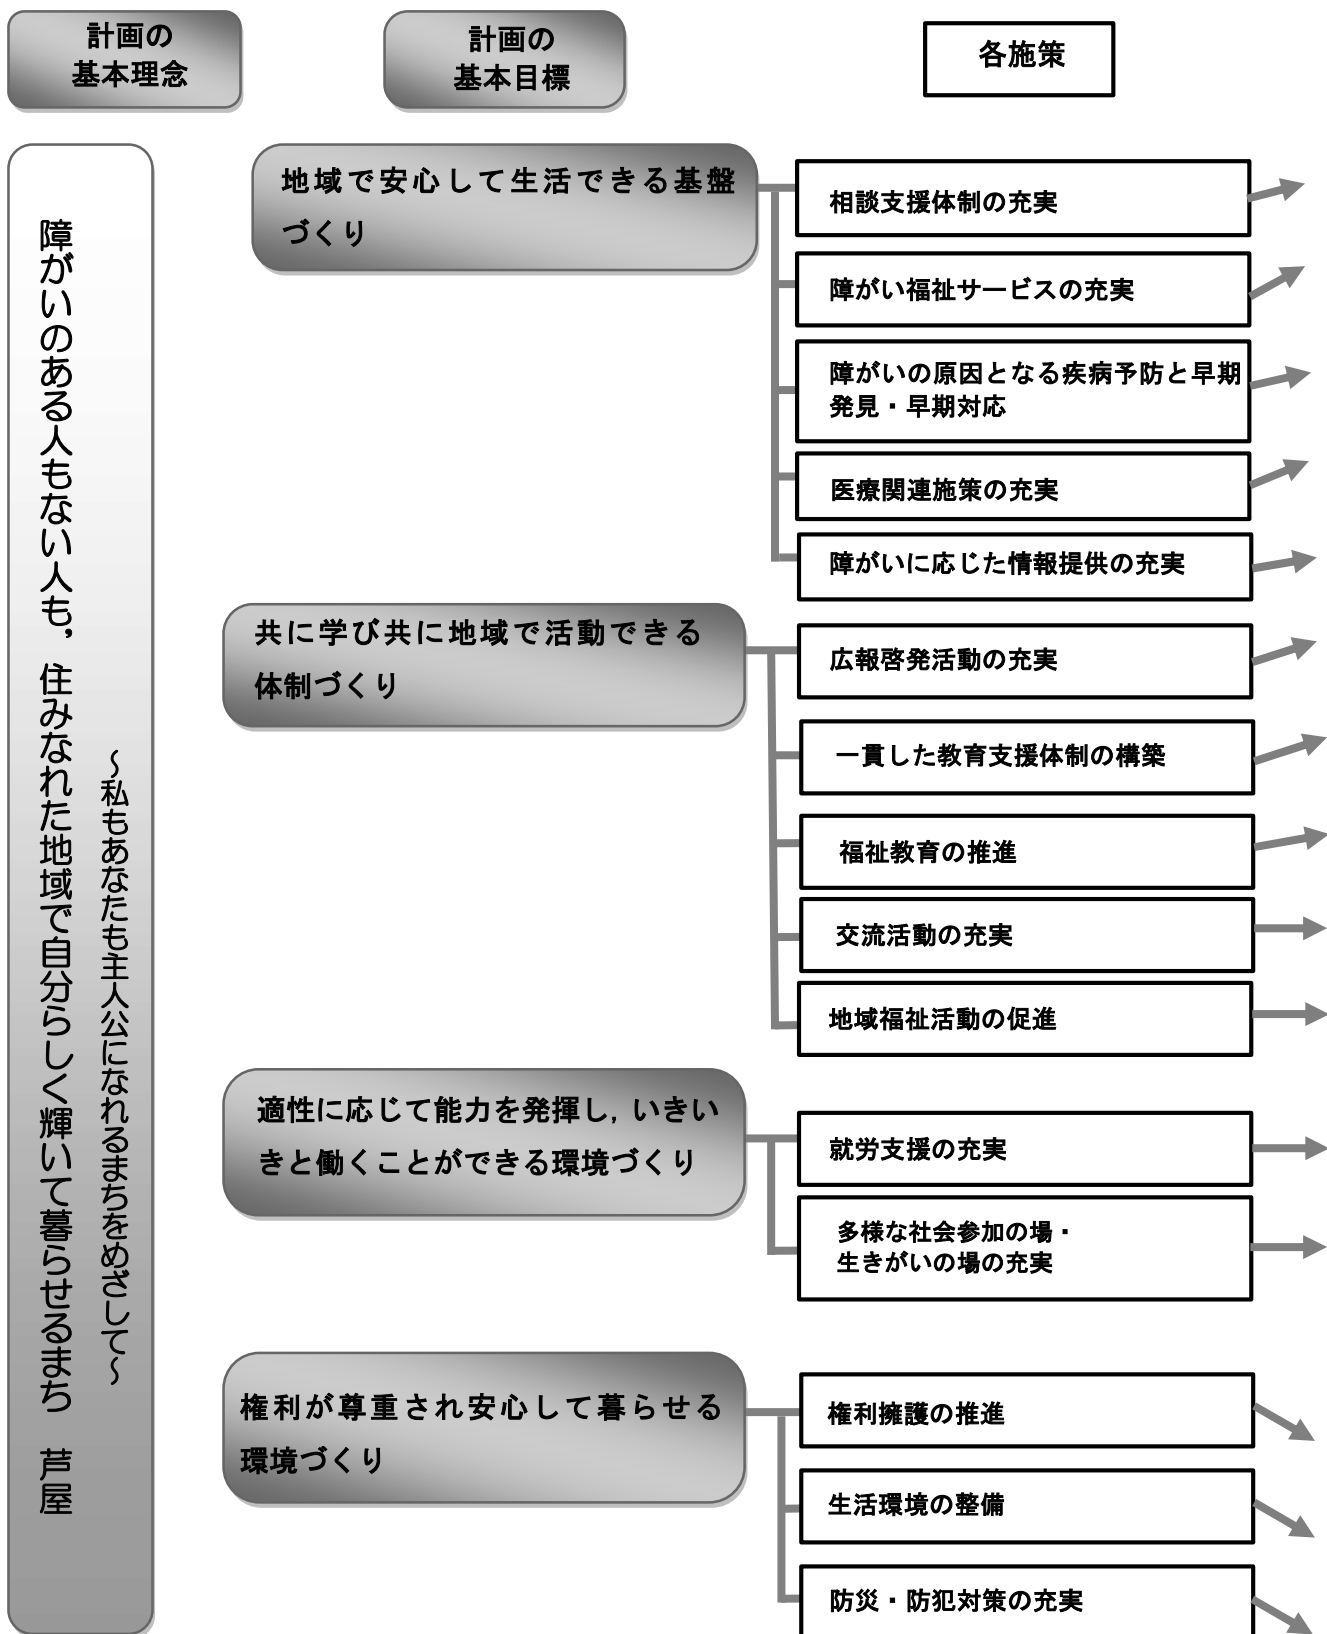 計画の
基本理念
計画の
基本目標
各施策
障がいのある人もない人も，住みなれた地域で自分らしく輝いて暮らせるまち　芦屋
～私もあなたも主人公になれるまちをめざして～
地域で安心して生活できる基盤
づくり
相談支援体制の充実
障がい福祉サービスの充実
障がいの原因となる疾病予防と早期
発見・早期対応
医療関連施策の充実
障がいに応じた情報提供の充実
共に学び共に地域で活動できる
体制づくり
広報啓発活動の充実
一貫した教育支援体制の構築
福祉教育の推進
交流活動の充実
地域福祉活動の促進
適性に応じて能力を発揮し，いきい
きと働くことができる環境づくり
就労支援の充実
多様な社会参加の場・
生きがいの場の充実
権利が尊重され安心して暮らせる
環境づくり
権利擁護の推進
生活環境の整備
防災・防犯対策の充実